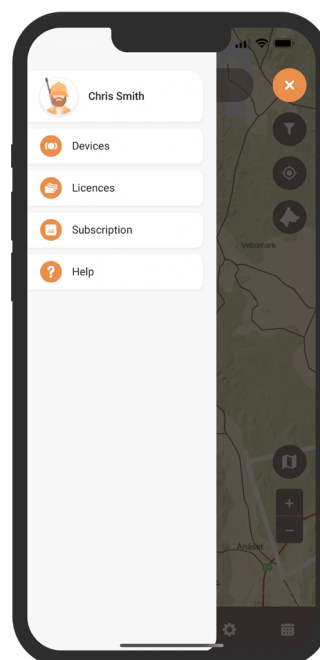 Chris Smith
Devices
Licences
Subscription
Help
Vebomark
Ånäset
+
−